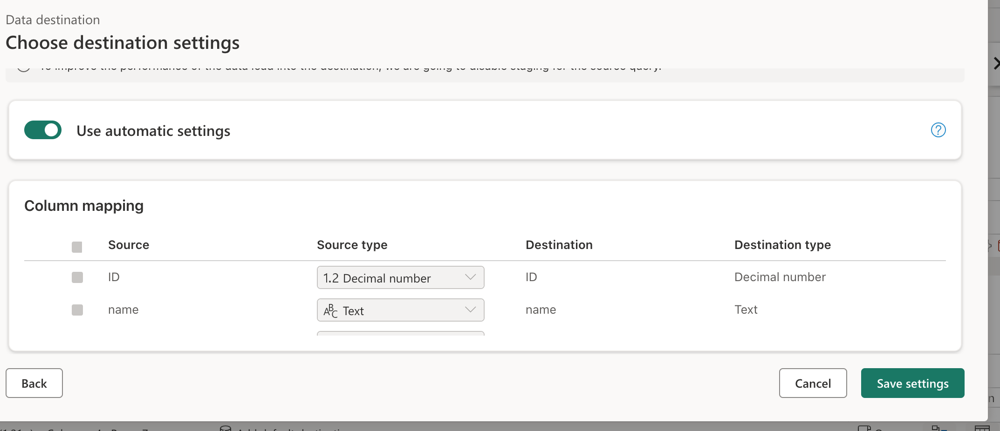 Data destination
Choose destination settings
To improve the performance of the data load into the destination, we are going to disable staging for the source query.
Use automatic settings
?
Column mapping
Source Source type Destination Destination type
ID 1.2 Decimal number ID Decimal number
name ABC Text name Text
Back Cancel Save settings